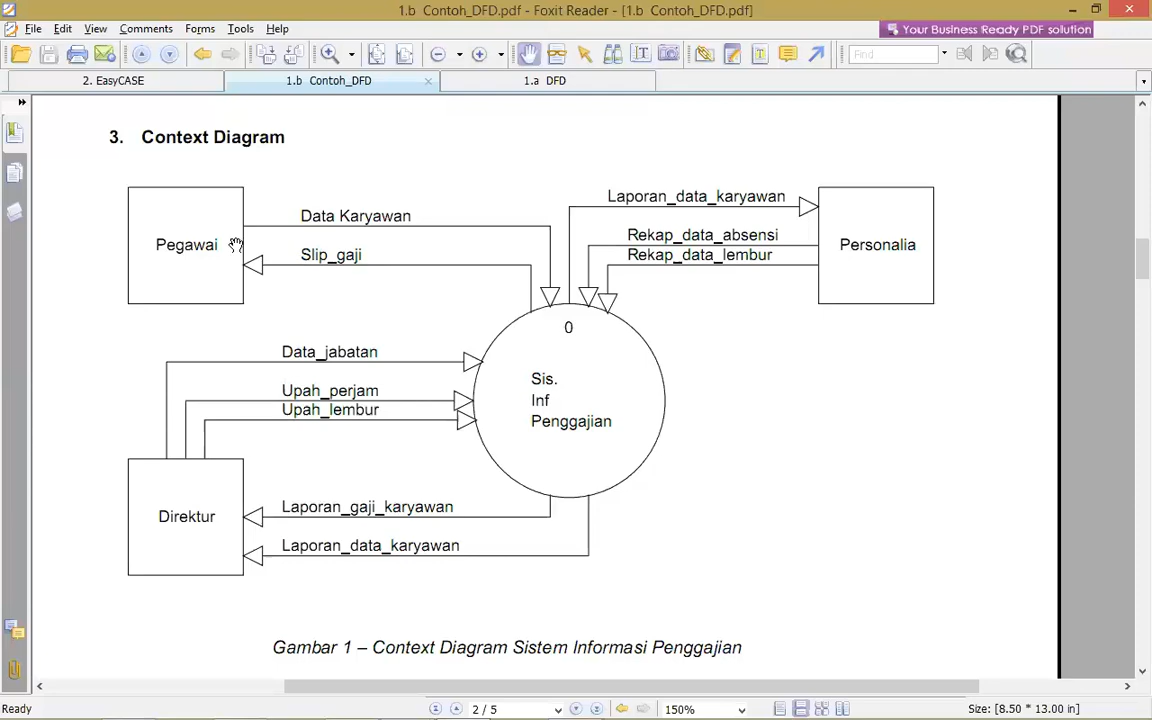 1.b Contoh_DFD.pdf - Foxit Reader - [1.b Contoh_DFD.pdf]
File Edit View Comments Forms Tools Help
Your Business Ready PDF solution
Find
2. EasyCASE
1.b Contoh_DFD
1.a DFD
3. Context Diagram
Pegawai
Data Karyawan
Slip_gaji
Laporan_data_karyawan
Rekap_data_absensi
Rekap_data_lembur
Personalia
0
Sis.
Inf
Penggajian
Data_jabatan
Upah_perjam
Upah_lembur
Direktur
Laporan_gaji_karyawan
Laporan_data_karyawan
Gambar 1 – Context Diagram Sistem Informasi Penggajian
Ready
2 / 5
150%
Size: [8.50 * 13.00 in]